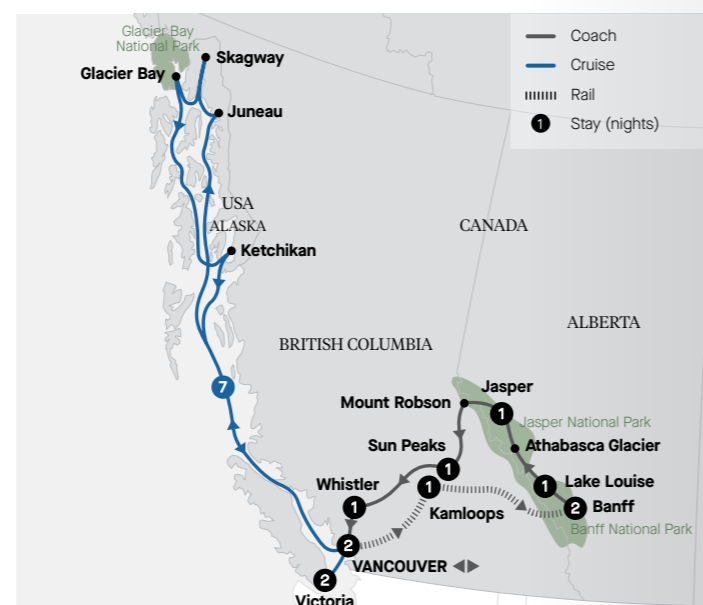 Glacier Bay
National Park
Skagway
Glacier Bay
Juneau
Coach
Cruise
Rail
1 Stay (nights)
USA
ALASKA
CANADA
Ketchikan
ALBERTA
BRITISH COLUMBIA
7
Jasper
Mount Robson
1
Jasper National Park
Sun Peaks
Athabasca Glacier
1
Whistler
1
1
Lake Louise
1
Kamloops
2
Banff
Banff National Park
2
VANCOUVER
2
Victoria